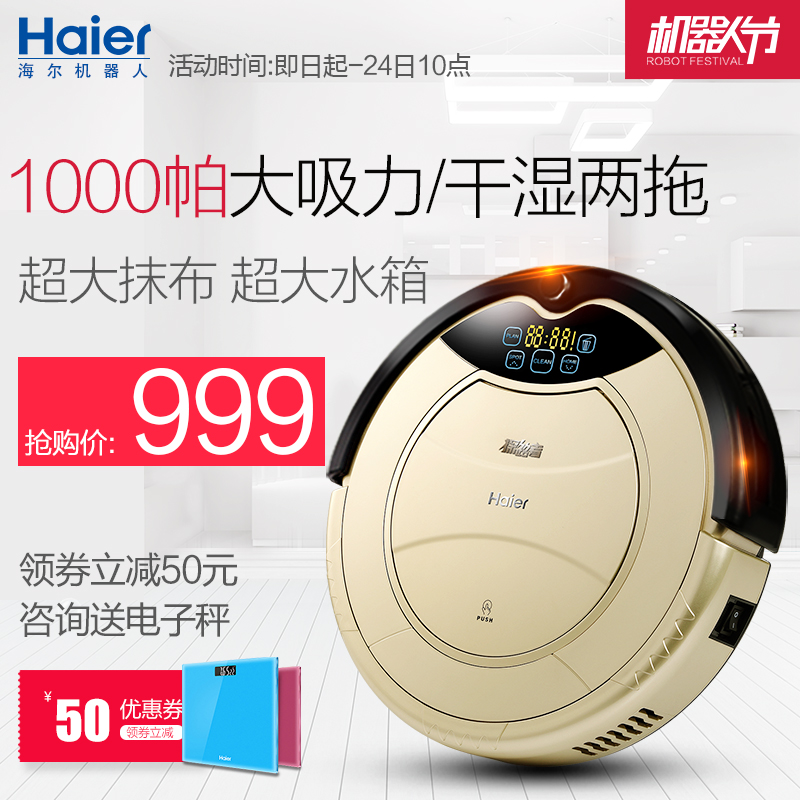 Haier
海尔机器人
活动时间:即日起-24日10点
机器人节
ROBOT FESTIVAL
1000帕大吸力/干湿两拖
超大抹布 超大水箱
抢购价: 999
PLAN
88:88!
SPOT
CLEAN
HOME
探路者
Haier
PUSH
领券立减50元
咨询送电子秤
¥50
优惠券
领券立减
Haier